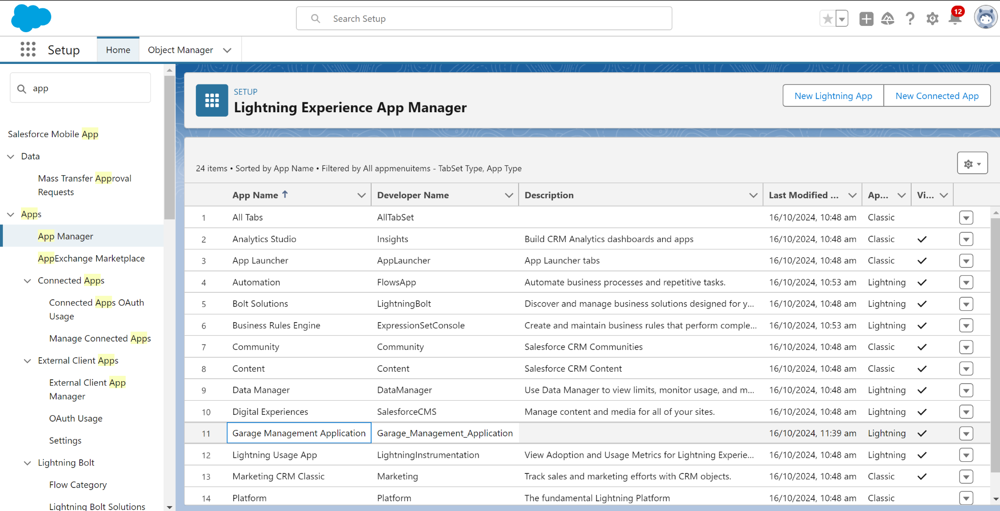 Search Setup
12
Setup
Home
Object Manager
app
Salesforce Mobile App
Data
Mass Transfer Approval
Requests
Apps
App Manager
AppExchange Marketplace
Connected Apps
Connected Apps OAuth
Usage
Manage Connected Apps
External Client Apps
External Client App
Manager
OAuth Usage
Settings
Lightning Bolt
Flow Category
Lightning Bolt Solutions
SETUP
Lightning Experience App Manager
New Lightning App
New Connected App
24 items • Sorted by App Name • Filtered by All appmenuitems - TabSet Type, App Type
App Name ↑ Developer Name Description Last Modified ... Ap... Vi...
1 All Tabs AllTabSet 16/10/2024, 10:48 am Classic
2 Analytics Studio Insights Build CRM Analytics dashboards and apps 16/10/2024, 10:48 am Classic ✓
3 App Launcher AppLauncher App Launcher tabs 16/10/2024, 10:48 am Classic ✓
4 Automation FlowsApp Automate business processes and repetitive tasks. 16/10/2024, 10:53 am Lightning ✓
5 Bolt Solutions LightningBolt Discover and manage business solutions designed for y... 16/10/2024, 10:48 am Lightning ✓
6 Business Rules Engine ExpressionSetConsole Create and maintain business rules that perform comple... 16/10/2024, 10:53 am Lightning ✓
7 Community Community Salesforce CRM Communities 16/10/2024, 10:48 am Classic ✓
8 Content Content Salesforce CRM Content 16/10/2024, 10:48 am Classic ✓
9 Data Manager DataManager Use Data Manager to view limits, monitor usage, and m... 16/10/2024, 10:48 am Lightning ✓
10 Digital Experiences SalesforceCMS Manage content and media for all of your sites. 16/10/2024, 10:48 am Lightning ✓
11 Garage Management Application Garage_Management_Application 16/10/2024, 11:39 am Lightning ✓
12 Lightning Usage App LightningInstrumentation View Adoption and Usage Metrics for Lightning Experie... 16/10/2024, 10:48 am Lightning ✓
13 Marketing CRM Classic Marketing Track sales and marketing efforts with CRM objects. 16/10/2024, 10:48 am Classic ✓
14 Platform Platform The fundamental Lightning Platform 16/10/2024, 10:48 am Classic